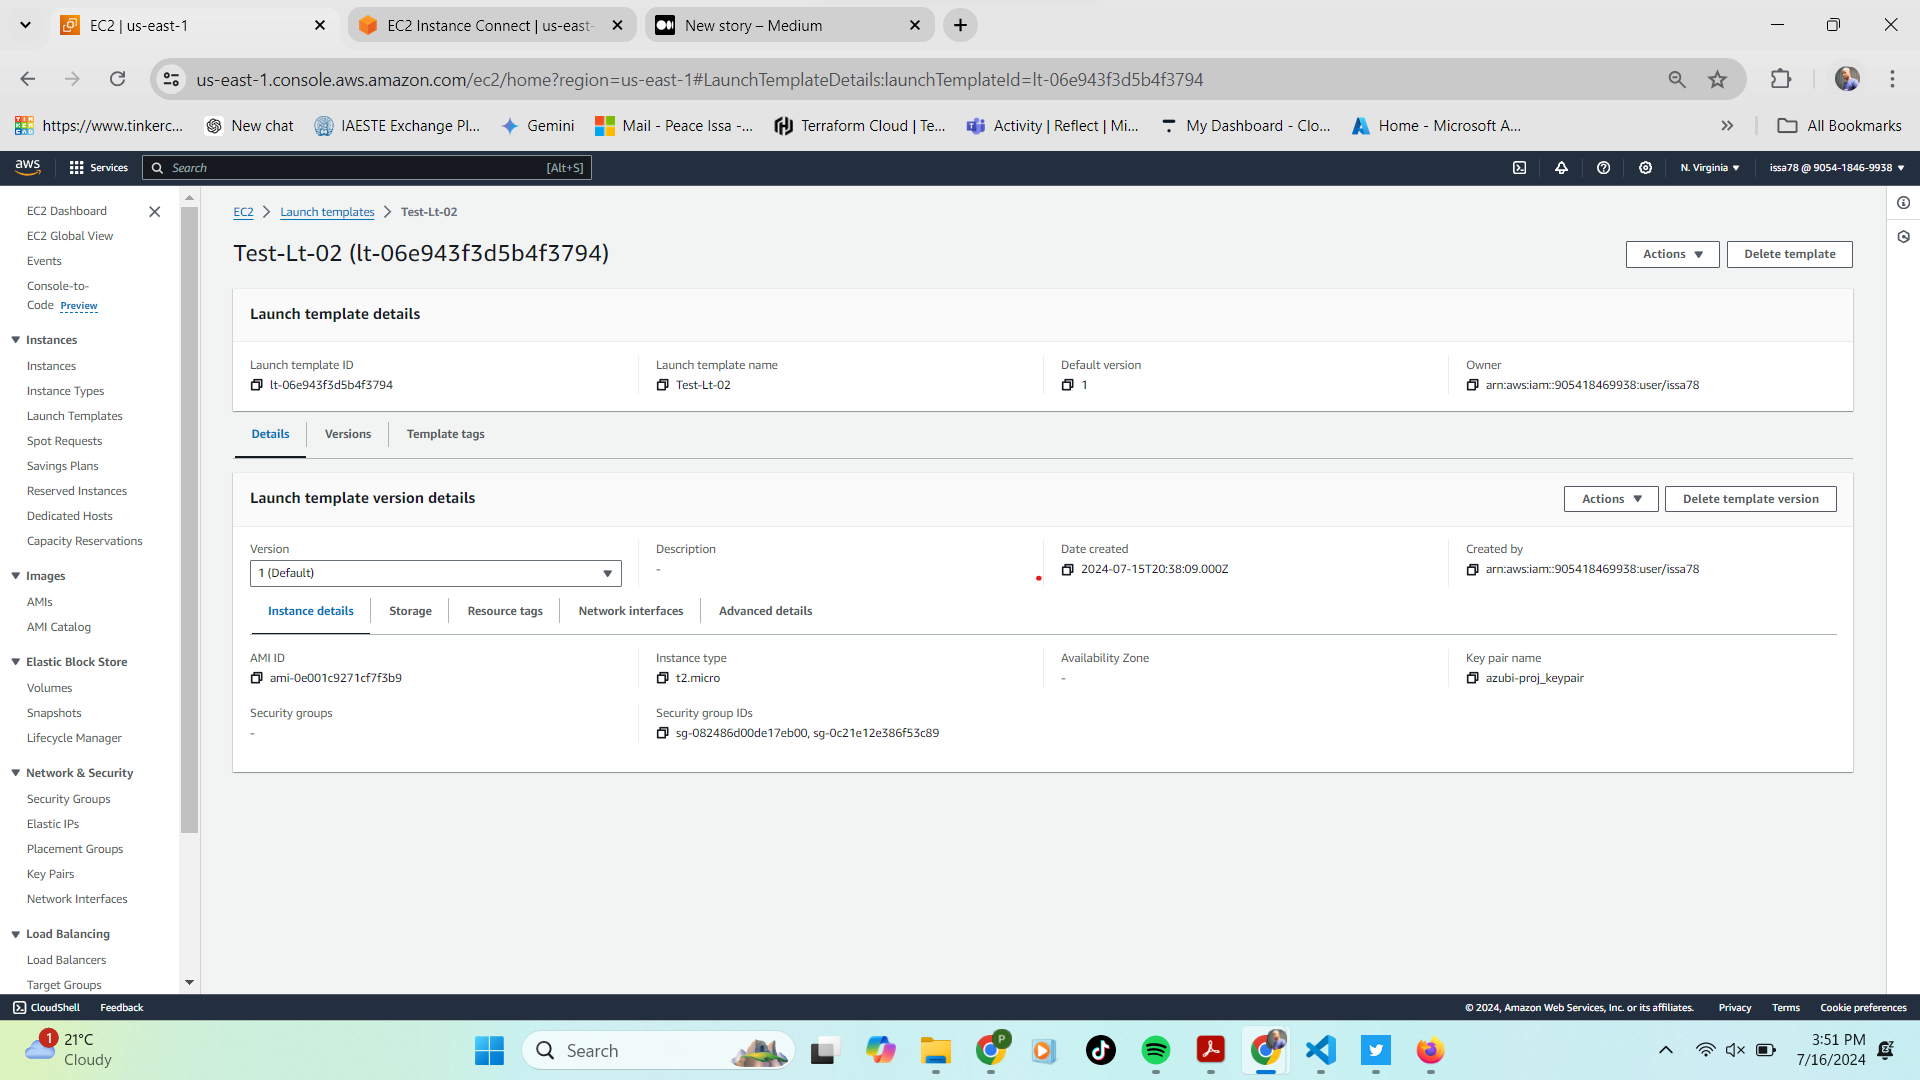 EC2 | us-east-1
EC2 Instance Connect | us-east-
New story – Medium
us-east-1.console.aws.amazon.com/ec2/home?region=us-east-1#LaunchTemplateDetails:launchTemplateId=lt-06e943f3d5b4f3794
https://www.tinkerc...
New chat
IAESTE Exchange Pl...
Gemini
Mail - Peace Issa -...
Terraform Cloud | Te...
Activity | Reflect | Mi...
My Dashboard - Clo...
Home - Microsoft A...
All Bookmarks
aws
Services
Search
[Alt+S]
N. Virginia
issa78 @ 9054-1846-9938
EC2 Dashboard
EC2 Global View
Events
Console-to-
Code Preview
Instances
Instances
Instance Types
Launch Templates
Spot Requests
Savings Plans
Reserved Instances
Dedicated Hosts
Capacity Reservations
Images
AMIs
AMI Catalog
Elastic Block Store
Volumes
Snapshots
Lifecycle Manager
Network & Security
Security Groups
Elastic IPs
Placement Groups
Key Pairs
Network Interfaces
Load Balancing
Load Balancers
Target Groups
EC2 > Launch templates > Test-Lt-02
Test-Lt-02 (lt-06e943f3d5b4f3794)
Actions
Delete template
Launch template details
Launch template ID
lt-06e943f3d5b4f3794
Launch template name
Test-Lt-02
Default version
1
Owner
arn:aws:iam::905418469938:user/issa78
Details
Versions
Template tags
Launch template version details
Actions
Delete template version
Version
1 (Default)
Description
-
Date created
2024-07-15T20:38:09.000Z
Created by
arn:aws:iam::905418469938:user/issa78
Instance details
Storage
Resource tags
Network interfaces
Advanced details
AMI ID
ami-0e001c9271cf7f3b9
Instance type
t2.micro
Availability Zone
-
Key pair name
azubi-proj_keypair
Security groups
-
Security group IDs
sg-082486d00de17eb00, sg-0c21e12e386f53c89
CloudShell
Feedback
© 2024, Amazon Web Services, Inc. or its affiliates.
Privacy
Terms
Cookie preferences
1
21°C
Cloudy
Search
P
3:51 PM
7/16/2024